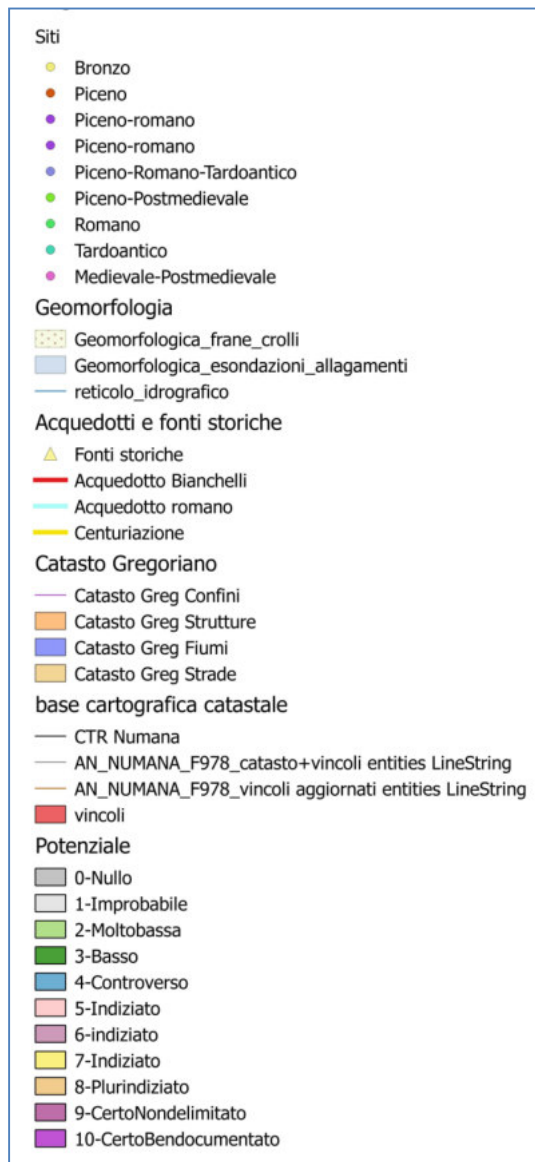 Siti
Bronzo
Piceno
Piceno-romano
Piceno-romano
Piceno-Romano-Tardoantico
Piceno-Postmedievale
Romano
Tardoantico
Medievale-Postmedievale
Geomorfologia
Geomorfologica_frane_crolli
Geomorfologica_esondazioni_allagamenti
reticolo_idrografico
Acquedotti e fonti storiche
Fonti storiche
Acquedotto Bianchelli
Acquedotto romano
Centuriazione
Catasto Gregoriano
Catasto Greg Confini
Catasto Greg Strutture
Catasto Greg Fiumi
Catasto Greg Strade
base cartografica catastale
CTR Numana
AN_NUMANA_F978_catasto+vincoli entities LineString
AN_NUMANA_F978_vincoli aggiornati entities LineString
vincoli
Potenziale
0-Nullo
1-Improbabile
2-Moltobassa
3-Basso
4-Controverso
5-Indiziato
6-indiziato
7-Indiziato
8-Plurindiziato
9-CertoNondelimitato
10-CertoBendocumentato